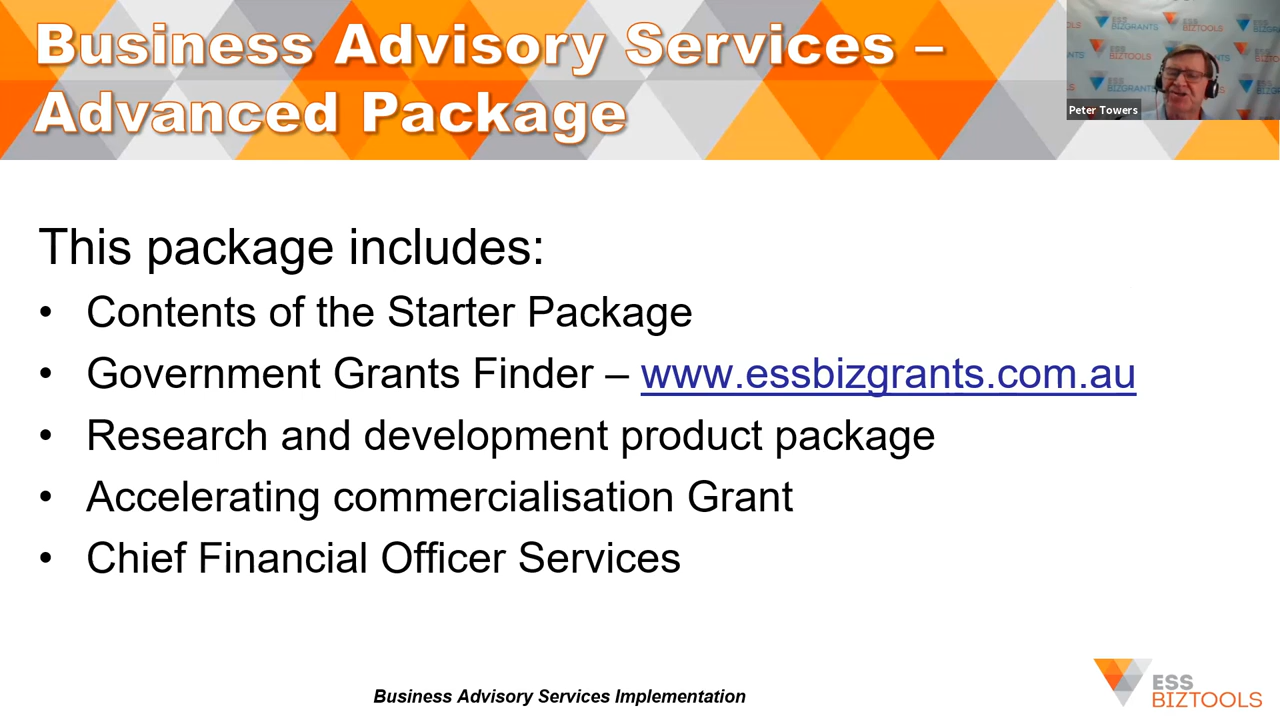 Business Advisory Services –
Advanced Package
Peter Towers
This package includes:
• Contents of the Starter Package
• Government Grants Finder – www.essbizgrants.com.au
• Research and development product package
• Accelerating commercialisation Grant
• Chief Financial Officer Services
Business Advisory Services Implementation
ESS
BIZTOOLS